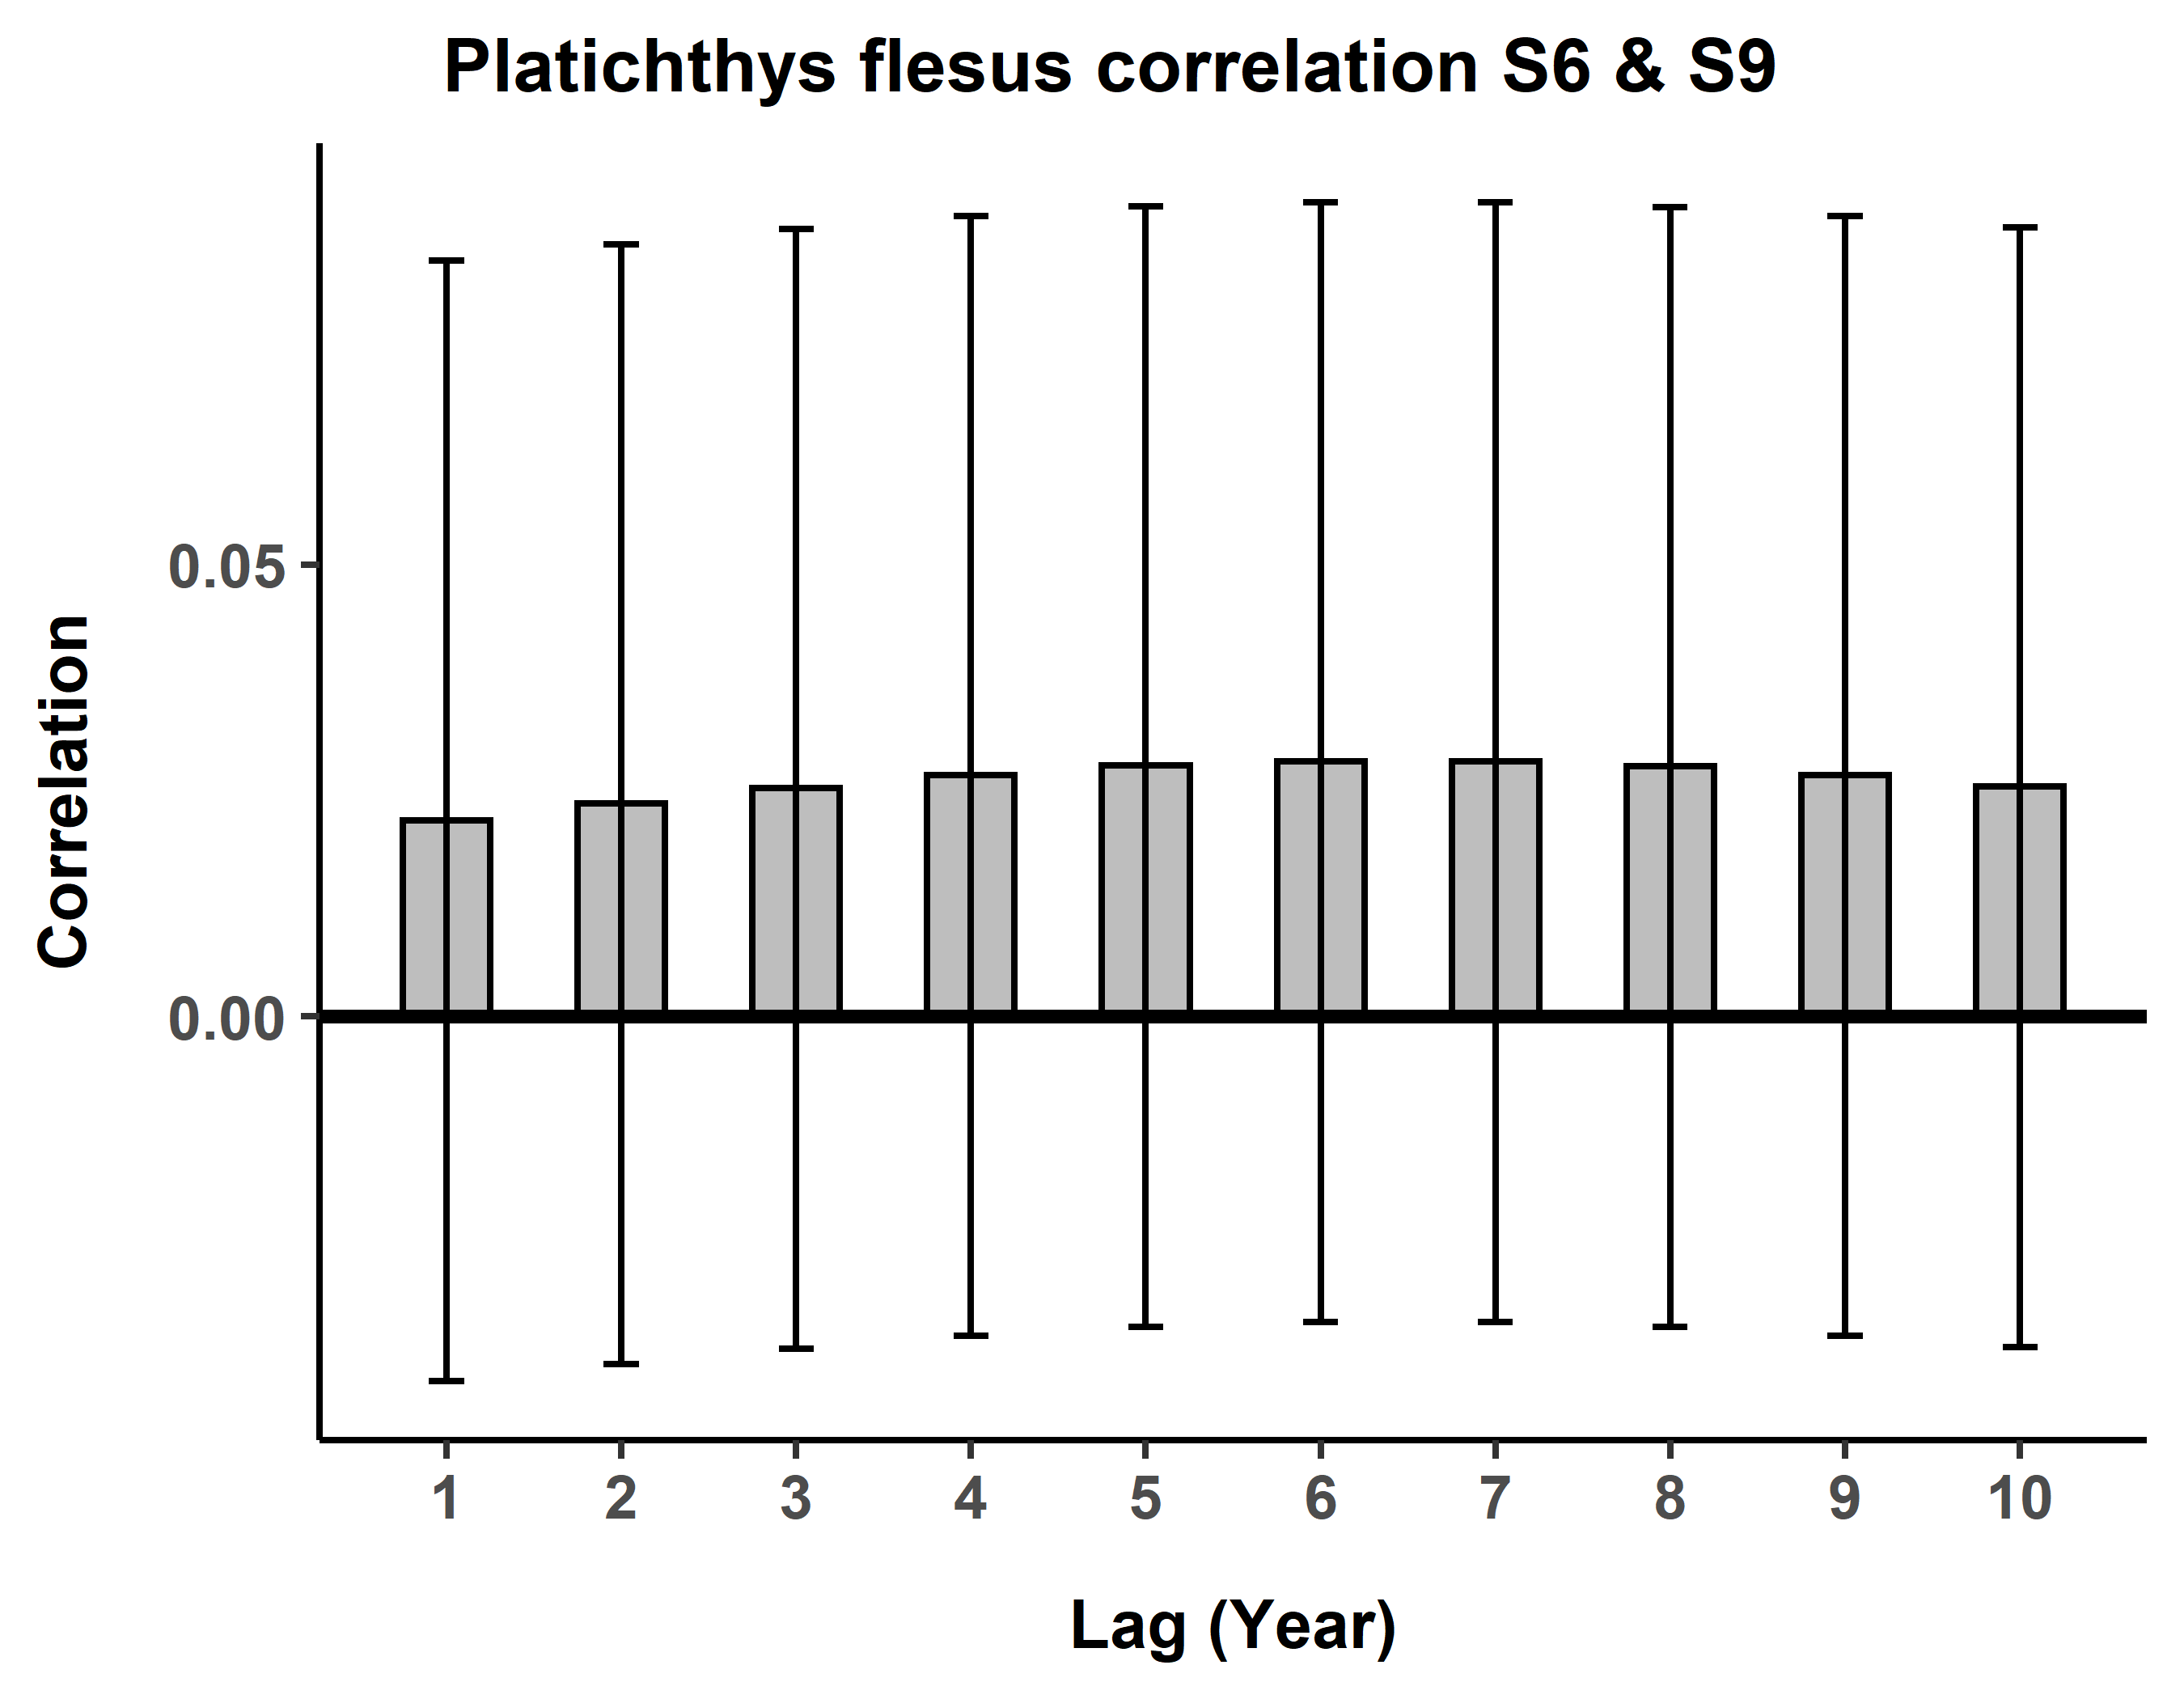 Platichthys flesus correlation S6 & S9
Correlation
0.05
0.00
1 2 3 4 5 6 7 8 9 10
Lag (Year)